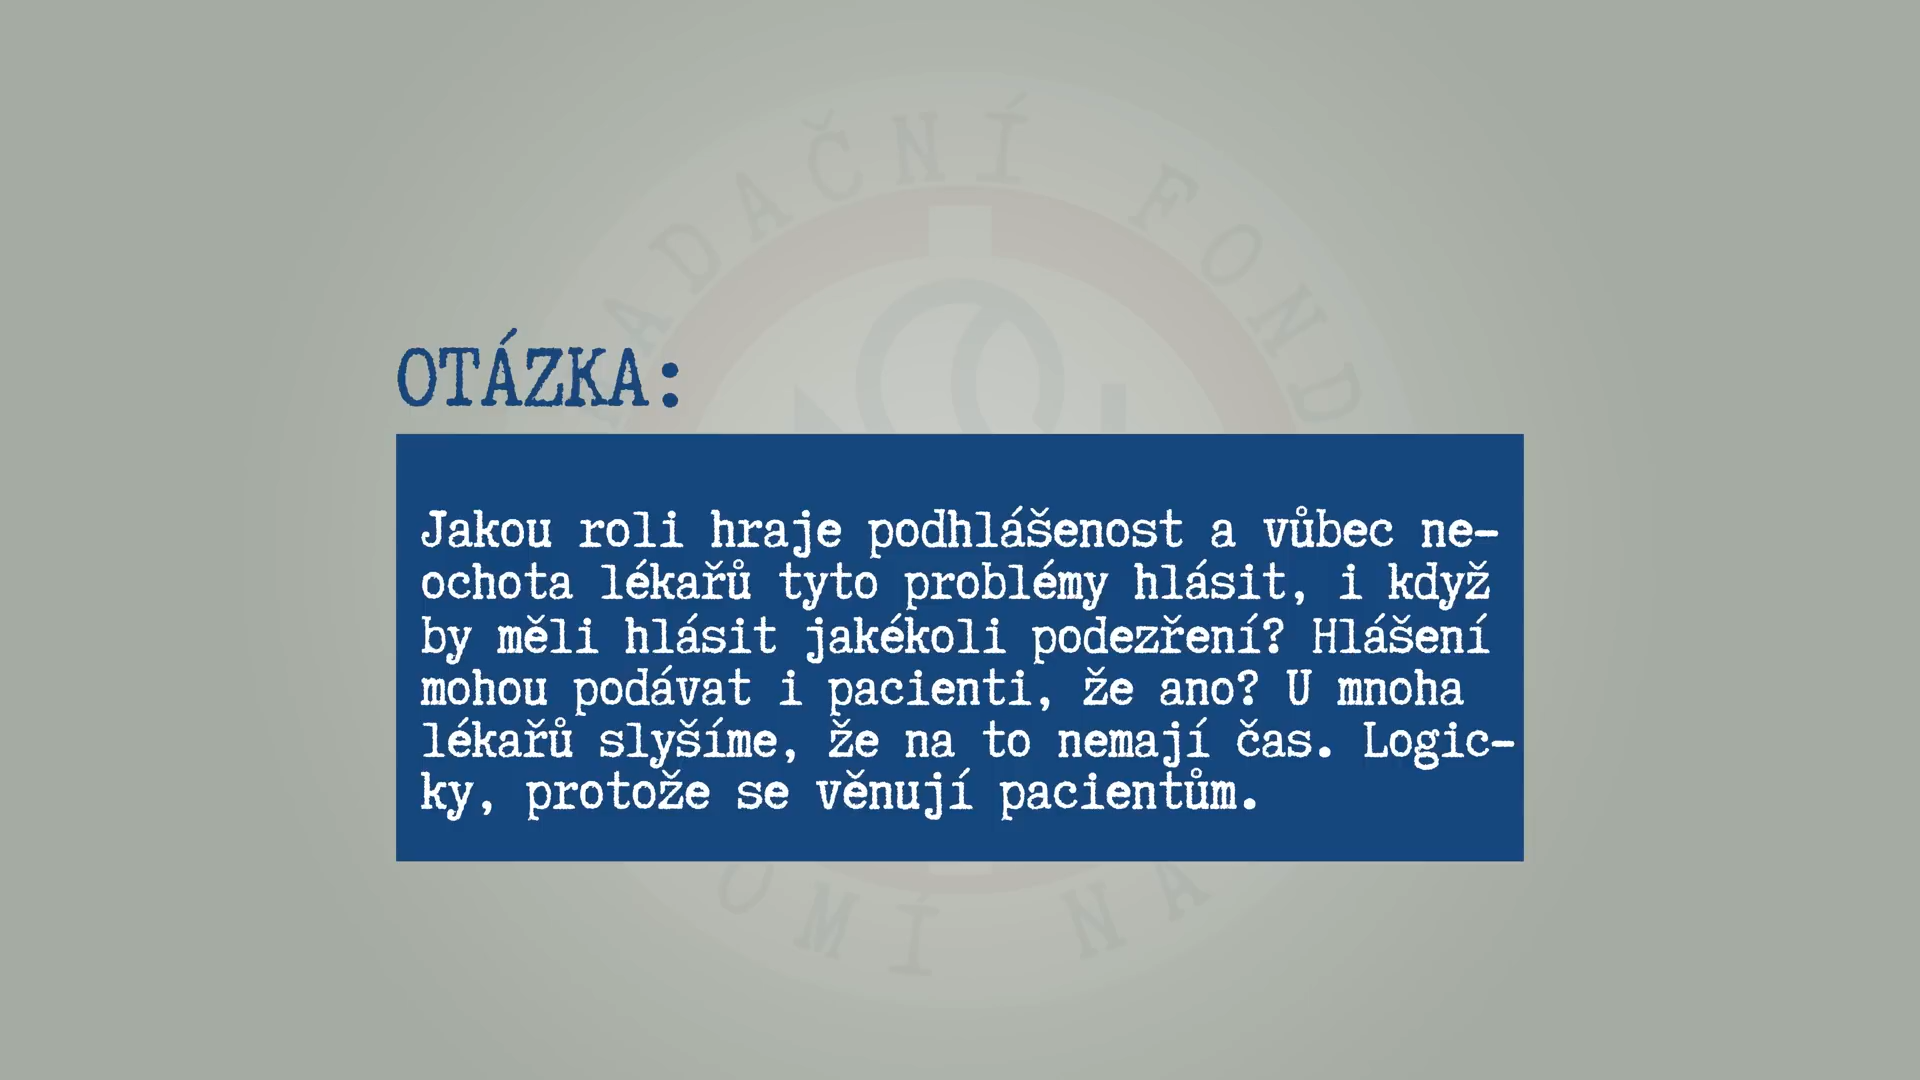 NADAČNÍ FOND
OTÁZKA:
Jakou roli hraje podhlášenost a vůbec ne-
ochota lékařů tyto problémy hlásit, i když
by měli hlásit jakékoli podezření? Hlášení
mohou podávat i pacienti, že ano? U mnoha
lékařů slyšíme, že na to nemají čas. Logic-
ky, protože se věnují pacientům.